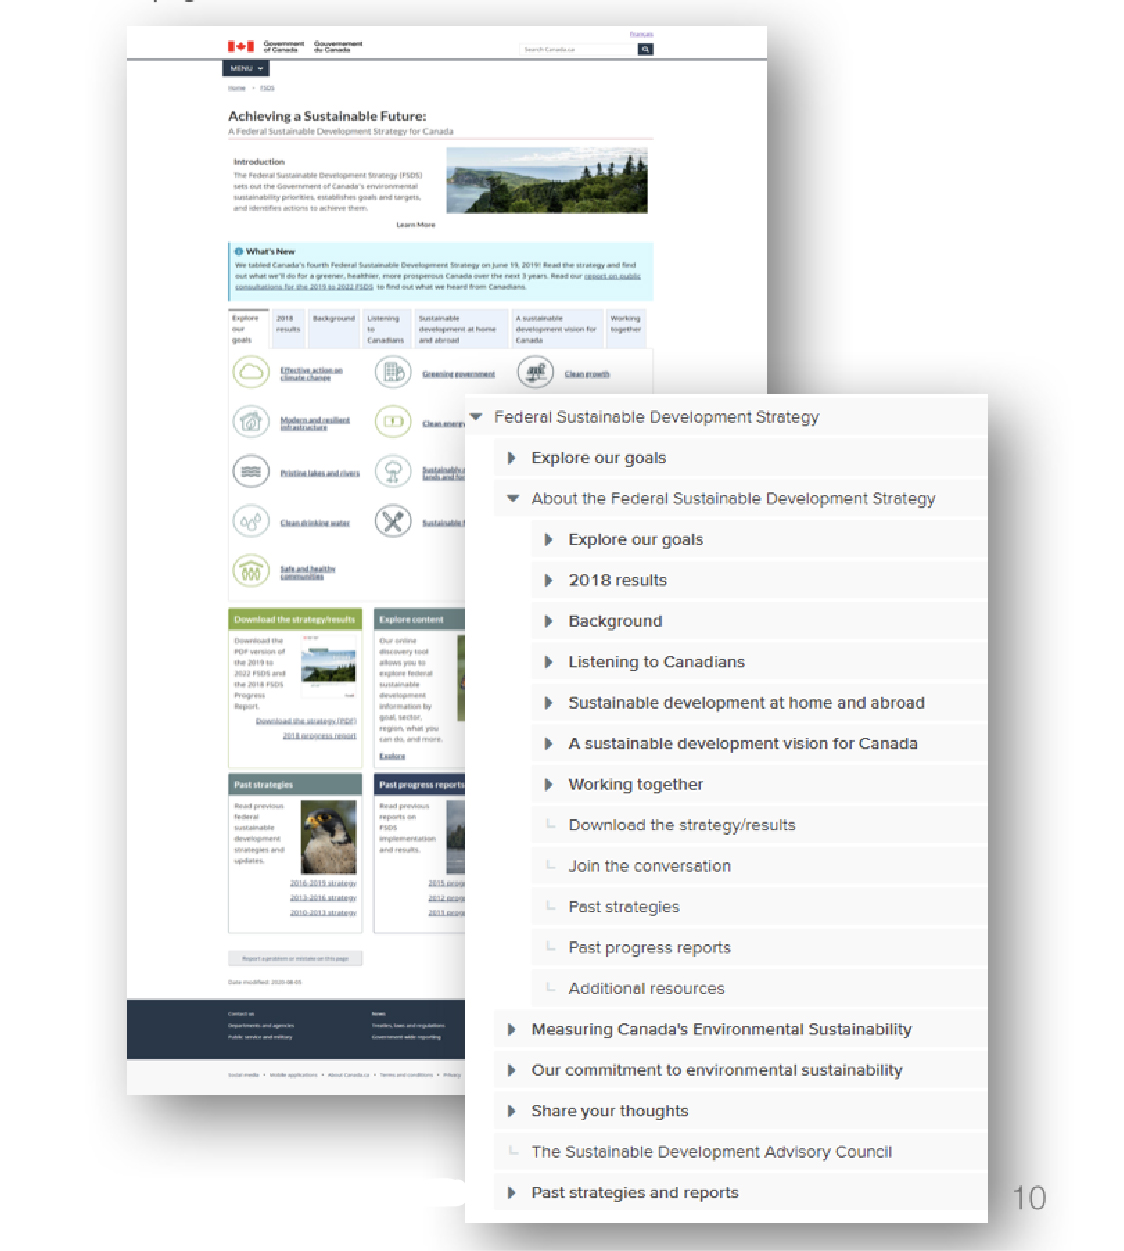 Français
Government of Canada
Gouvernement du Canada
Search Canada.ca
MENU
Home > FSDS
Achieving a Sustainable Future:
A Federal Sustainable Development Strategy for Canada
Introduction
The Federal Sustainable Development Strategy (FSDS)
sets out the Government of Canada's environmental
sustainability priorities, establishes goals and targets,
and identifies actions to achieve them.
Learn More
What's New
We tabled Canada's fourth Federal Sustainable Development Strategy on June 19, 2019! Read the strategy and find
out what we'll do for a greener, healthier, more prosperous Canada over the next 3 years. Read our report on public
consultations for the 2019 to 2022 FSDS to find out what we heard from Canadians.
Explore our goals
2018 results
Background
Listening to Canadians
Sustainable development at home and abroad
A sustainable development vision for Canada
Working together
Effective action on climate change
Greening government
Clean growth
Modern and resilient infrastructure
Clean energy
Pristine lakes and rivers
Sustainably
lands and
Clean drinking water
Sustainable
Safe and healthy communities
Download the strategy/results
Download the
PDF version of
the 2019 to
2022 FSDS and
the 2018 FSDS
Progress
Report.
Download the strategy (PDF)
2018 progress report
Explore content
Our online
discovery tool
allows you to
explore federal
sustainable
development
information by
goal, sector,
region, what you
can do, and more.
Explore
Past strategies
Read previous
federal
sustainable
development
strategies and
updates.
2016-2019 strategy
2013-2016 strategy
2010-2013 strategy
Past progress reports
Read previous
reports on
FSDS
implementation
and results.
2015
2012
2011
Report a problem or mistake on this page
Date modified: 2020-08-05
Contact us
Departments and agencies
Public service and military
News
Treaties, laws and regulations
Government-wide reporting
Social media • Mobile applications • About Canada.ca • Terms and conditions • Privacy
Federal Sustainable Development Strategy
Explore our goals
About the Federal Sustainable Development Strategy
Explore our goals
2018 results
Background
Listening to Canadians
Sustainable development at home and abroad
A sustainable development vision for Canada
Working together
Download the strategy/results
Join the conversation
Past strategies
Past progress reports
Additional resources
Measuring Canada's Environmental Sustainability
Our commitment to environmental sustainability
Share your thoughts
The Sustainable Development Advisory Council
Past strategies and reports
10